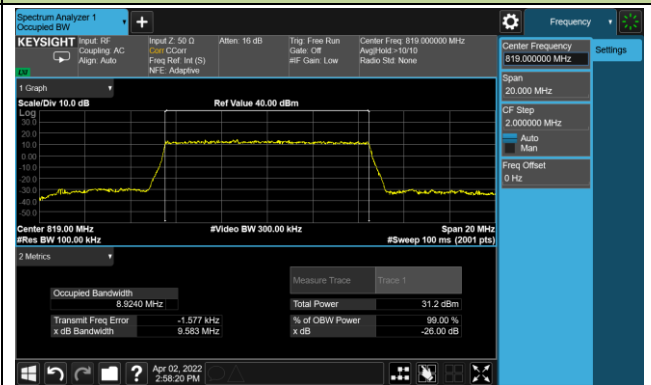 Spectrum Analyzer 1
Occupied BW
Frequency
KEYSIGHT
Input: RF
Coupling: AC
Align: Auto
Input Z: 50 Ω
Corr CCorr
Freq Ref: Int (S)
NFE: Adaptive
Atten: 16 dB
Trig: Free Run
Gate: Off
#IF Gain: Low
Center Freq: 819.000000 MHz
Avg|Hold:>10/10
Radio Std: None
Center Frequency
819.000000 MHz
Settings
Span
20.000 MHz
CF Step
2.000000 MHz
Auto
Man
Freq Offset
0 Hz
1 Graph
Scale/Div 10.0 dB
Ref Value 40.00 dBm
Log
30.0
20.0
10.0
0.00
-10.0
-20.0
-30.0
-40.0
-50.0
Center 819.00 MHz
#Video BW 300.00 kHz
Span 20 MHz
#Res BW 100.00 kHz
#Sweep 100 ms (2001 pts)
2 Metrics
Measure Trace
Trace 1
Occupied Bandwidth
8.9240 MHz
Total Power
31.2 dBm
Transmit Freq Error
-1.577 kHz
% of OBW Power
99.00 %
x dB Bandwidth
9.583 MHz
x dB
-26.00 dB
Apr 02, 2022
2:58:20 PM